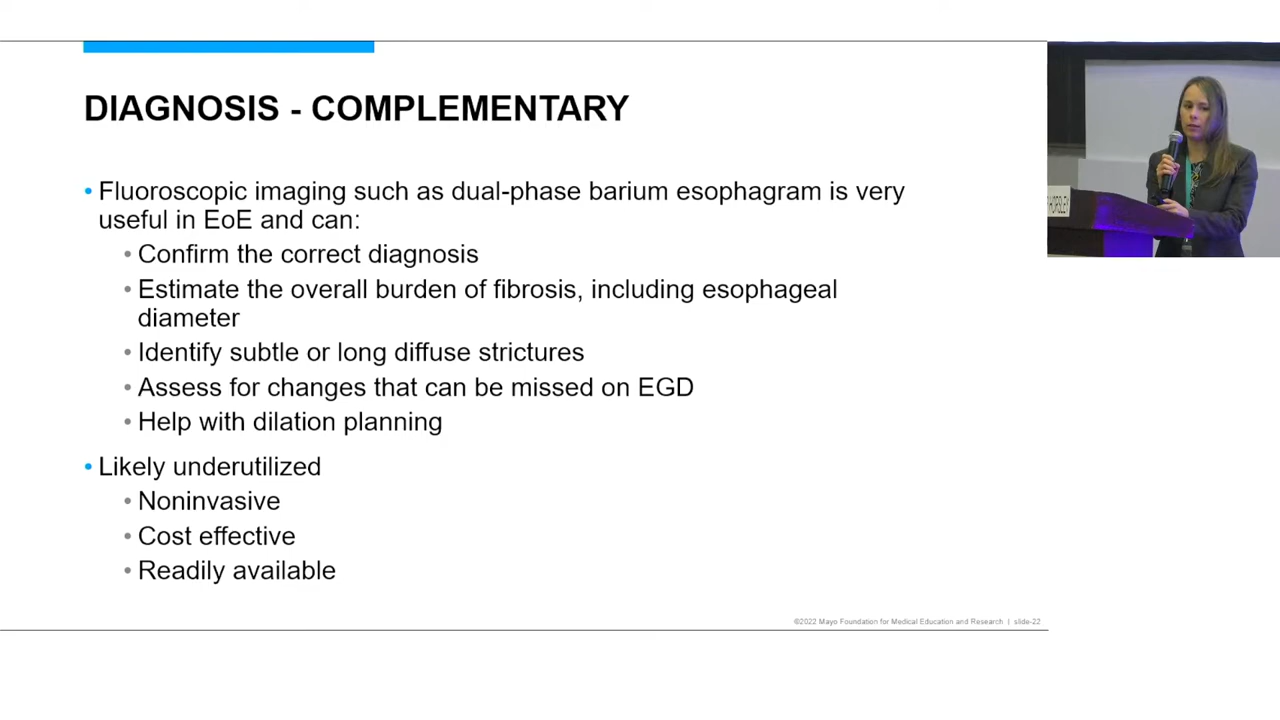 DIAGNOSIS - COMPLEMENTARY
• Fluoroscopic imaging such as dual-phase barium esophagram is very
useful in EoE and can:
• Confirm the correct diagnosis
• Estimate the overall burden of fibrosis, including esophageal
diameter
• Identify subtle or long diffuse strictures
• Assess for changes that can be missed on EGD
• Help with dilation planning
• Likely underutilized
• Noninvasive
• Cost effective
• Readily available
HORSLEY
©2022 Mayo Foundation for Medical Education and Research | slide-22